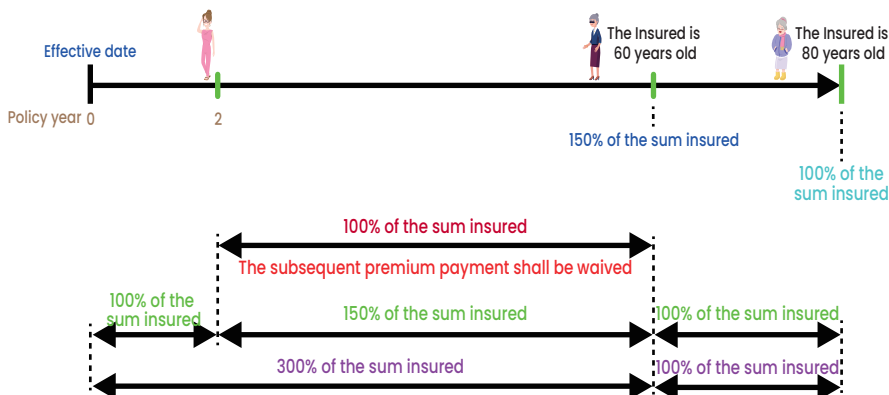 Effective date
The Insured is
60 years old
The Insured is
80 years old
Policy year 0
2
150% of the sum insured
100% of the
sum insured
100% of the sum insured
The subsequent premium payment shall be waived
100% of the
sum insured
150% of the sum insured
100% of the sum insured
300% of the sum insured
100% of the sum insured